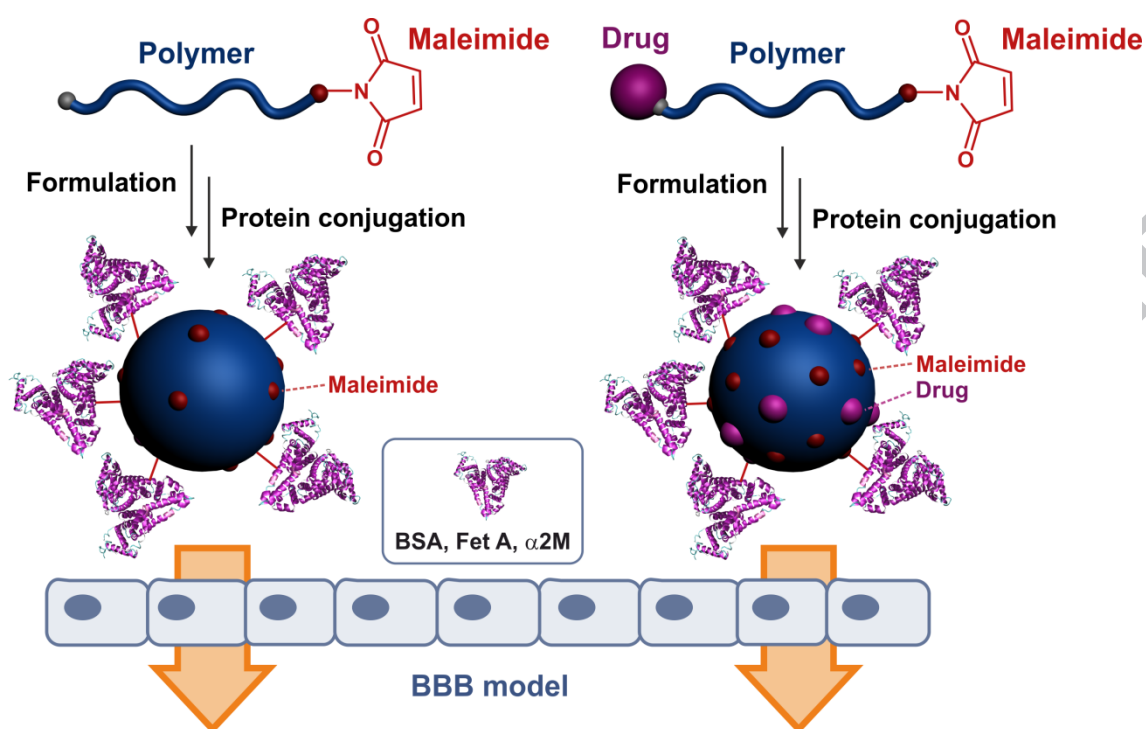 Polymer
Maleimide
O
N
O
Formulation
Protein conjugation
Maleimide
Drug
Polymer
Maleimide
O
N
O
Formulation
Protein conjugation
Maleimide
Drug
BSA, Fet A, α2M
BBB model